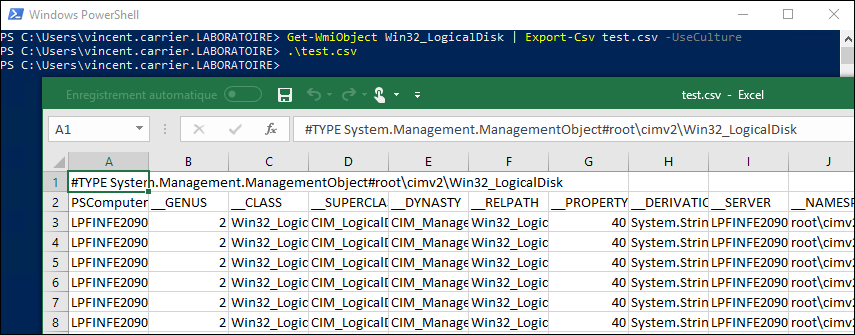 Windows PowerShell
PS C:\Users\vincent.carrier.LABORATOIRE> Get-WmiObject Win32_LogicalDisk | Export-Csv test.csv -UseCulture
PS C:\Users\vincent.carrier.LABORATOIRE> .\test.csv
PS C:\Users\vincent.carrier.LABORATOIRE>
Enregistrement automatique test.csv - Excel
A1 fx #TYPE System.Management.ManagementObject#root\cimv2\Win32_LogicalDisk
A B C D E F G H I J
1 #TYPE System.Management.ManagementObject#root\cimv2\Win32_LogicalDisk
2 PSComputer __GENUS __CLASS __SUPERCLA __DYNASTY __RELPATH __PROPERTY __DERIVATIO __SERVER __NAMESP
3 LPFINFE2090 2 Win32_Logic CIM_LogicalD CIM_Manage Win32_Logic 40 System.Strin LPFINFE2090 root\cimv2
4 LPFINFE2090 2 Win32_Logic CIM_LogicalD CIM_Manage Win32_Logic 40 System.Strin LPFINFE2090 root\cimv2
5 LPFINFE2090 2 Win32_Logic CIM_LogicalD CIM_Manage Win32_Logic 40 System.Strin LPFINFE2090 root\cimv2
6 LPFINFE2090 2 Win32_Logic CIM_LogicalD CIM_Manage Win32_Logic 40 System.Strin LPFINFE2090 root\cimv2
7 LPFINFE2090 2 Win32_Logic CIM_LogicalD CIM_Manage Win32_Logic 40 System.Strin LPFINFE2090 root\cimv2
8 LPFINFE2090 2 Win32_Logic CIM_LogicalD CIM_Manage Win32_Logic 40 System.Strin LPFINFE2090 root\cimv2